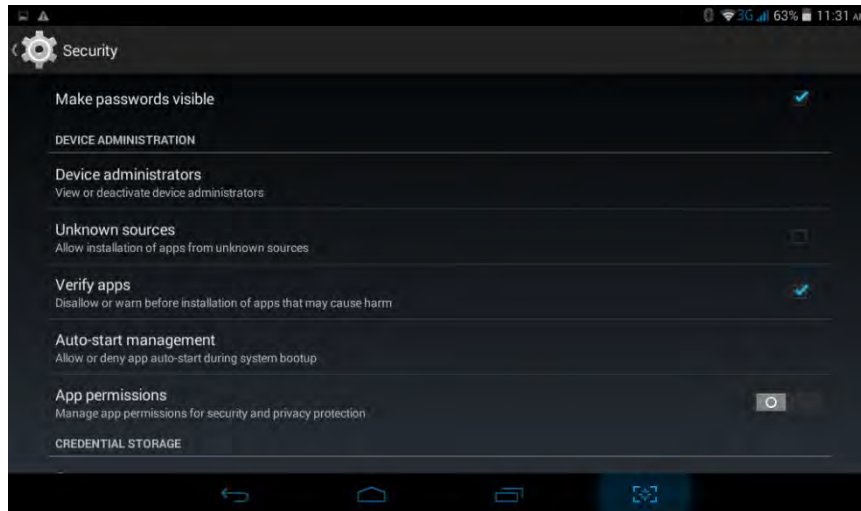 3G 63% 11:31 A
Security
Make passwords visible
DEVICE ADMINISTRATION
Device administrators
View or deactivate device administrators
Unknown sources
Allow installation of apps from unknown sources
Verify apps
Disallow or warn before installation of apps that may cause harm
Auto-start management
Allow or deny app auto-start during system bootup
App permissions
Manage app permissions for security and privacy protection
CREDENTIAL STORAGE